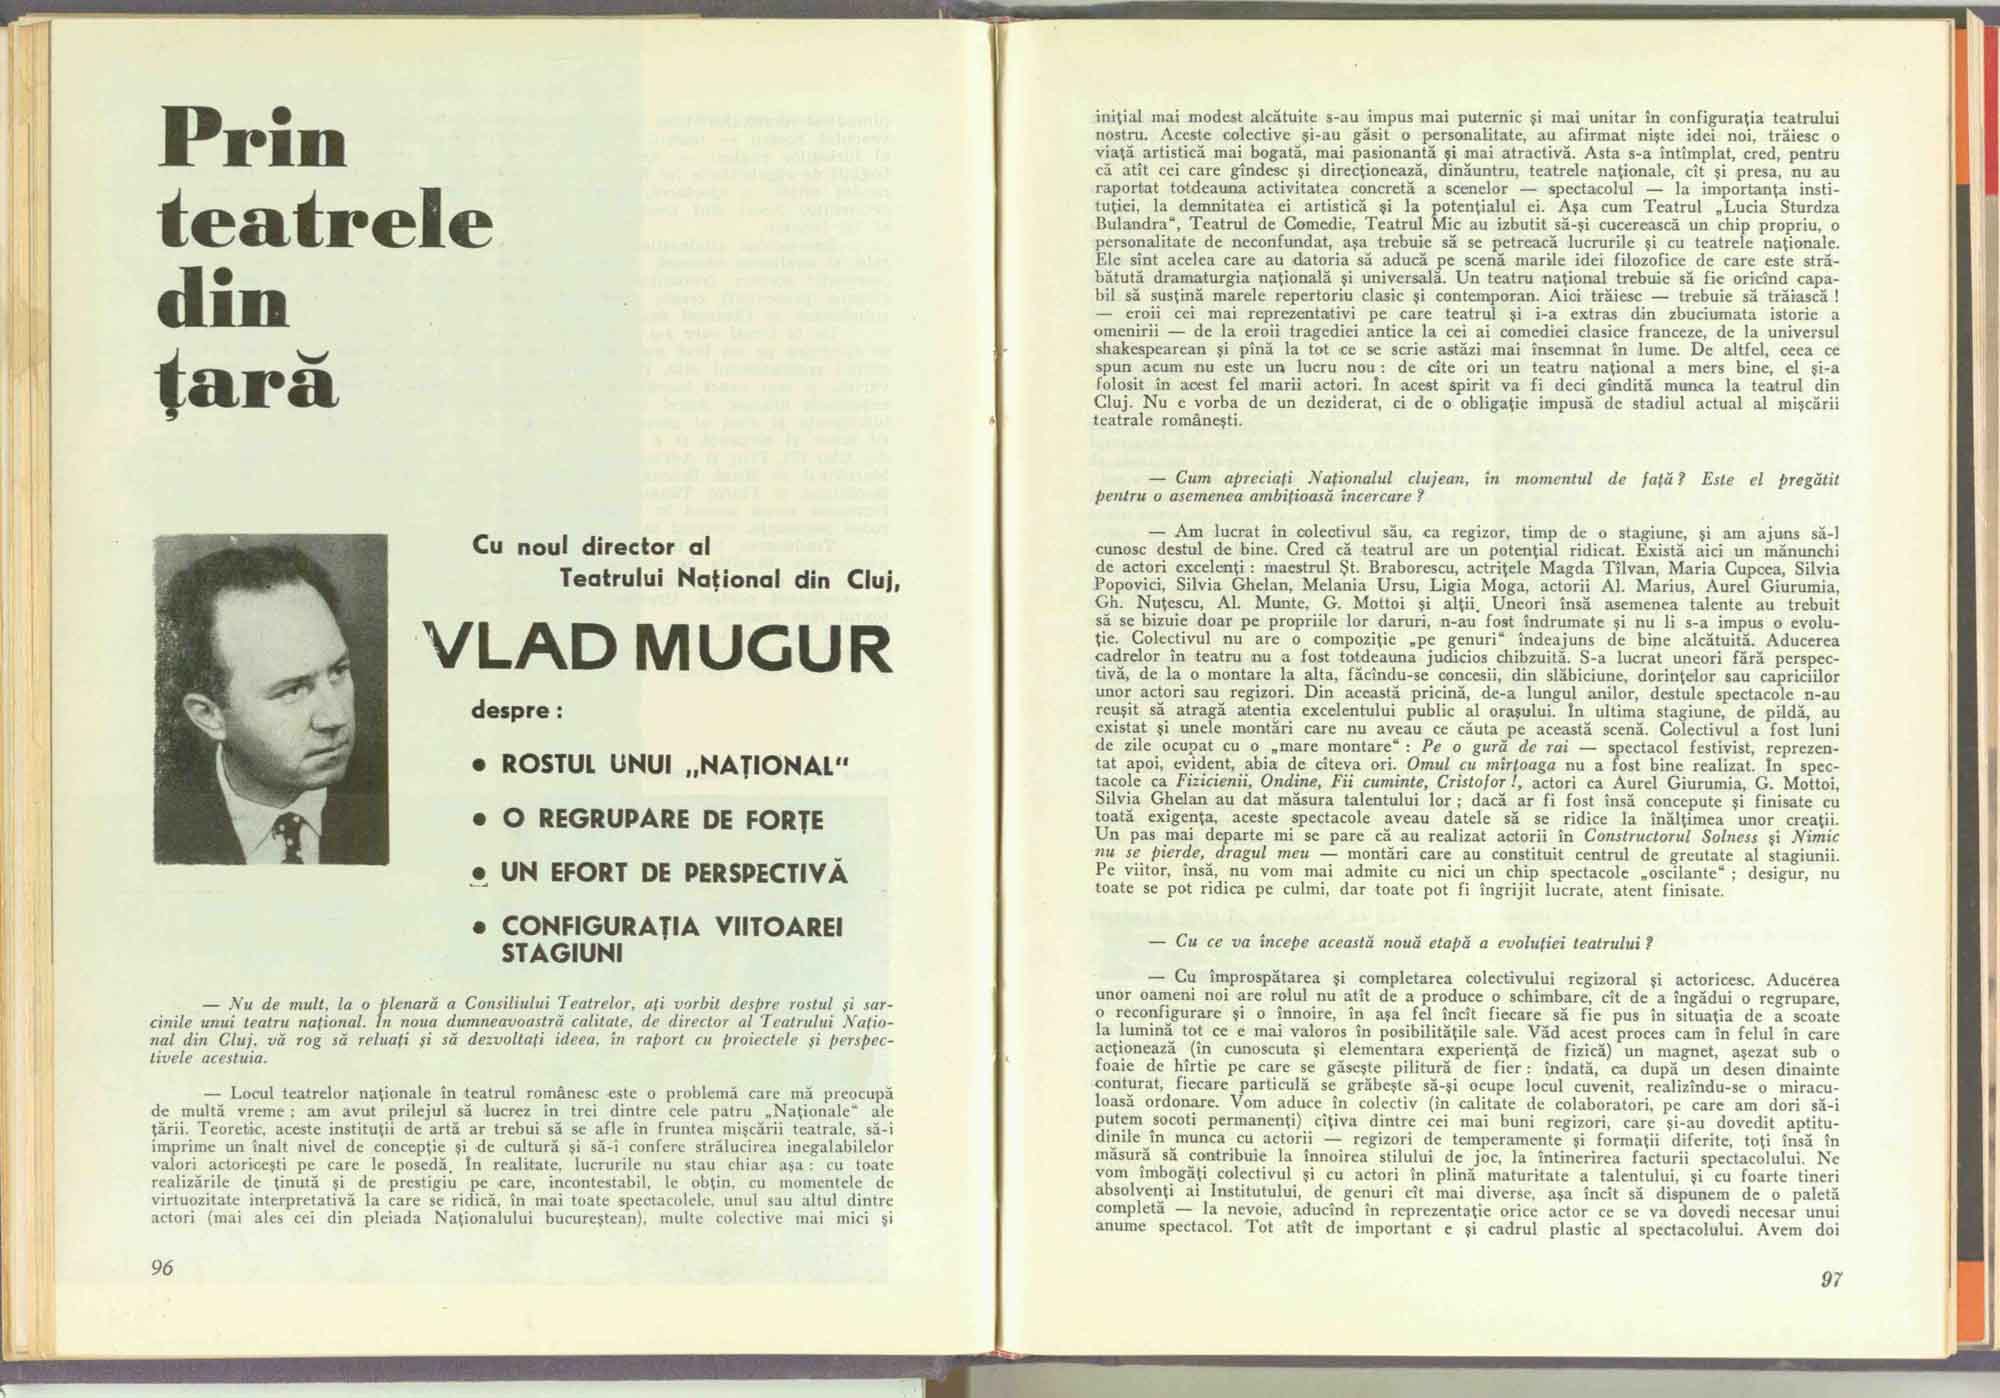 Prin
teatrele
din
țară
Cu noul director al
Teatrului Național din Cluj,
VLAD MUGUR
despre :
• ROSTUL UNUI „NAȚIONAL"
• O REGRUPARE DE FORȚE
• UN EFORT DE PERSPECTIVĂ
• CONFIGURAȚIA VIITOAREI
STAGIUNI
— Nu de mult, la o plenară a Consiliului Teatrelor, ați vorbit despre rostul și sar-
cinile unui teatru național. În noua dumneavoastră calitate, de director al Teatrului Națio-
nal din Cluj, vă rog să reluați și să dezvoltați ideea, în raport cu proiectele și perspec-
tivele acestuia.
— Locul teatrelor naționale în teatrul românesc este o problemă care mă preocupă
de multă vreme ; am avut prilejul să lucrez în trei dintre cele patru „Naționale" ale
țării. Teoretic, aceste instituții de artă ar trebui să se afle în fruntea mișcării teatrale, să-i
imprime un înalt nivel de concepție și de cultură și să-i confere strălucirea inegalabilelor
valori actoricești pe care le posedă. În realitate, lucrurile nu stau chiar așa : cu toate
realizările de ținută și de prestigiu pe care, incontestabil, le obțin, cu momentele de
virtuozitate interpretativă la care se ridică, în mai toate spectacolele, unul sau altul dintre
actori (mai ales cei din pleiada Naționalului bucureștean), multe colective mai mici și
96
inițial mai modest alcătuite s-au impus mai puternic și mai unitar în configurația teatrului
nostru. Aceste colective și-au găsit o personalitate, au afirmat niște idei noi, trăiesc o
viață artistică mai bogată, mai pasionantă și mai atractivă. Asta s-a întîmplat, cred, pentru
că atît cei care gîndesc și direcționează, dinăuntru, teatrele naționale, cît și presa, nu au
raportat totdeauna activitatea concretă a scenelor — spectacolul — la importanța insti-
tuției, la demnitatea ei artistică și la potențialul ei. Așa cum Teatrul „Lucia Sturdza
Bulandra", Teatrul de Comedie, Teatrul Mic au izbutit să-și cucerească un chip propriu, o
personalitate de neconfundat, așa trebuie să se petreacă lucrurile și cu teatrele naționale.
Ele sînt acelea care au datoria să aducă pe scenă marile idei filozofice de care este stră-
bătută dramaturgia națională și universală. Un teatru național trebuie să fie oricînd capa-
bil să susțină marele repertoriu clasic și contemporan. Aici trăiesc — trebuie să trăiască !
— eroii cei mai reprezentativi pe care teatrul și i-a extras din zbuciumata istorie a
omenirii — de la eroii tragediei antice la cei ai comediei clasice franceze, de la universul
shakespearean și pînă la tot ce se scrie astăzi mai însemnat în lume. De altfel, ceea ce
spun acum nu este un lucru nou : de cîte ori un teatru național a mers bine, el și-a
folosit în acest fel marii actori. În acest spirit va fi deci gîndită munca la teatrul din
Cluj. Nu e vorba de un deziderat, ci de o obligație impusă de stadiul actual al mișcării
teatrale românești.
— Cum apreciați Naționalul clujean, în momentul de față ? Este el pregătit
pentru o asemenea ambițioasă încercare ?
— Am lucrat în colectivul său, ca regizor, timp de o stagiune, și am ajuns să-l
cunosc destul de bine. Cred că teatrul are un potențial ridicat. Există aici un mănunchi
de actori excelenți : maestrul Șt. Braborescu, actrițele Magda Tîlvan, Maria Cupcea, Silvia
Popovici, Silvia Ghelan, Melania Ursu, Ligia Moga, actorii Al. Marius, Aurel Giurumia,
Gh. Nuțescu, Al. Munte, G. Mottoi și alții. Uneori însă asemenea talente au trebuit
să se bizuie doar pe propriile lor daruri, n-au fost îndrumate și nu li s-a impus o evolu-
ție. Colectivul nu are o compoziție „pe genuri" îndeajuns de bine alcătuită. Aducerea
cadrelor în teatru nu a fost totdeauna judicios chibzuită. S-a lucrat uneori fără perspec-
tivă, de la o montare la alta, făcîndu-se concesii, din slăbiciune, dorințelor sau capriciilor
unor actori sau regizori. Din această pricină, de-a lungul anilor, destule spectacole n-au
reușit să atragă atenția excelentului public al orașului. În ultima stagiune, de pildă, au
existat și unele montări care nu aveau ce căuta pe această scenă. Colectivul a fost luni
de zile ocupat cu o „mare montare" : Pe o gură de rai — spectacol festivist, reprezen-
tat apoi, evident, abia de cîteva ori. Omul cu mîrțoaga nu a fost bine realizat. În spec-
tacole ca Fizicienii, Ondine, Fii cuminte, Cristofor !, actori ca Aurel Giurumia, G. Mottoi,
Silvia Ghelan au dat măsura talentului lor ; dacă ar fi fost însă concepute și finisate cu
toată exigența, aceste spectacole aveau datele să se ridice la înălțimea unor creații.
Un pas mai departe mi se pare că au realizat actorii în Constructorul Solness și Nimic
nu se pierde, dragul meu — montări care au constituit centrul de greutate al stagiunii.
Pe viitor, însă, nu vom mai admite cu nici un chip spectacole „oscilante" ; desigur, nu
toate se pot ridica pe culmi, dar toate pot fi îngrijit lucrate, atent finisate.
— Cu ce va începe această nouă etapă a evoluției teatrului ?
— Cu împrospătarea și completarea colectivului regizoral și actoricesc. Aducerea
unor oameni noi are rolul nu atît de a produce o schimbare, cît de a îngădui o regrupare,
o reconfigurare și o înnoire, în așa fel încît fiecare să fie pus în situația de a scoate
la lumină tot ce e mai valoros în posibilitățile sale. Văd acest proces cam în felul în care
acționează (în cunoscuta și elementara experiență de fizică) un magnet, așezat sub o
foaie de hîrtie pe care se găsește pilitură de fier : îndată, ca după un desen dinainte
conturat, fiecare particulă se grăbește să-și ocupe locul cuvenit, realizîndu-se o miracu-
loasă ordonare. Vom aduce în colectiv (în calitate de colaboratori, pe care am dori să-i
putem socoti permanenți) cîțiva dintre cei mai buni regizori, care și-au dovedit aptitu-
dinile în munca cu actorii — regizori de temperamente și formații diferite, toți însă în
măsură să contribuie la înnoirea stilului de joc, la întinerirea facturii spectacolului. Ne
vom îmbogăți colectivul și cu actori în plină maturitate a talentului, și cu foarte tineri
absolvenți ai Institutului, de genuri cît mai diverse, așa încît să dispunem de o paletă
completă — la nevoie, aducînd în reprezentație orice actor ce se va dovedi necesar unui
anume spectacol. Tot atît de important e și cadrul plastic al spectacolului. Avem doi
97